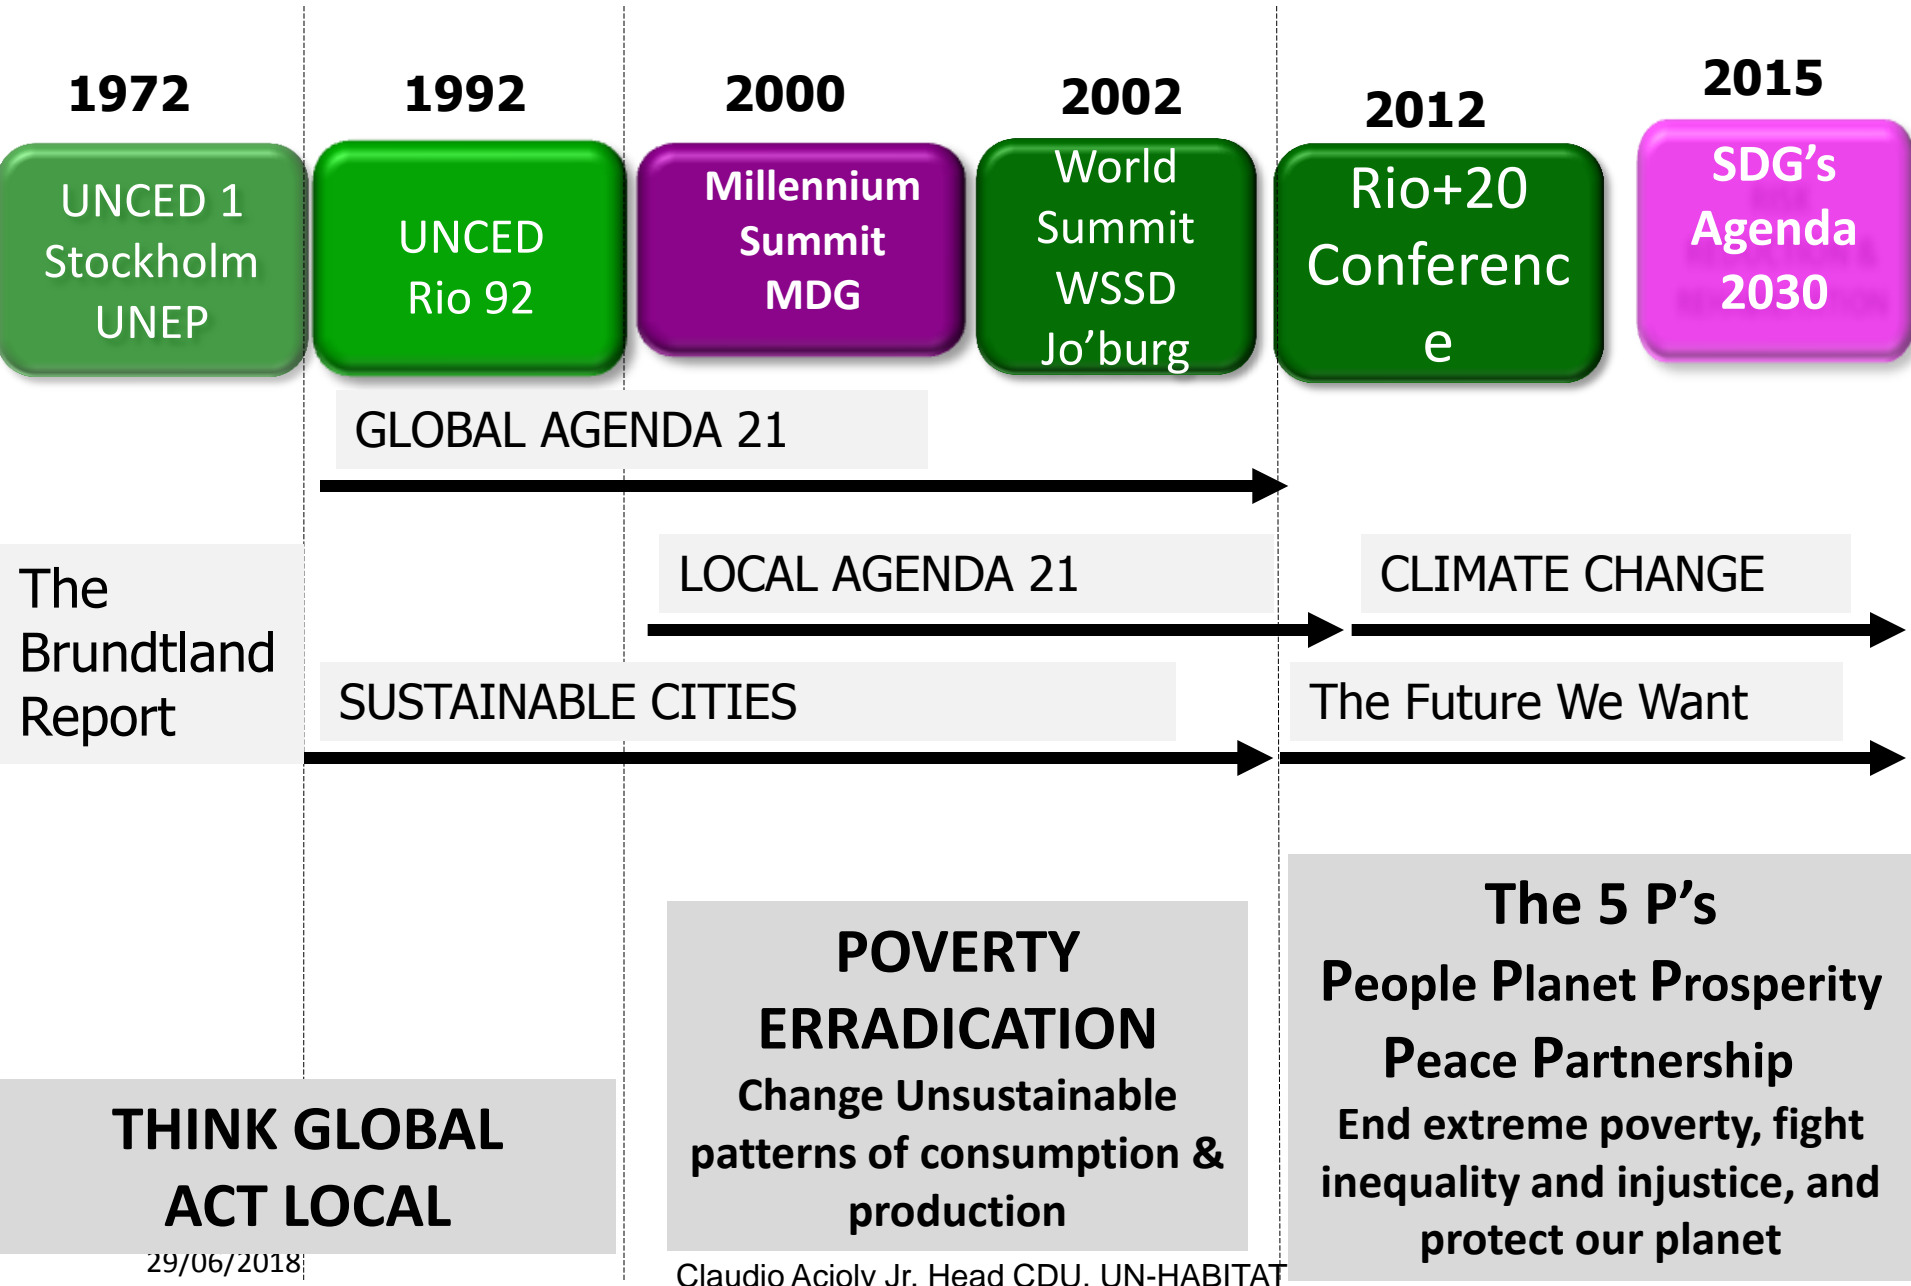 1972
1992
2000
2002
2012
2015
UNCED 1
Stockholm
UNEP
UNCED
Rio 92
Millennium
Summit
MDG
World
Summit
WSSD
Jo’burg
Rio+20
Conferenc
e
SDG’s
Agenda
2030
GLOBAL AGENDA 21
The
Brundtland
Report
LOCAL AGENDA 21
CLIMATE CHANGE
SUSTAINABLE CITIES
The Future We Want
THINK GLOBAL
ACT LOCAL
POVERTY
ERRADICATION
Change Unsustainable
patterns of consumption &
production
The 5 P’s
People Planet Prosperity
Peace Partnership
End extreme poverty, fight
inequality and injustice, and
protect our planet
29/06/2018
Claudio Acioly Jr. Head CDU, UN-HABITAT